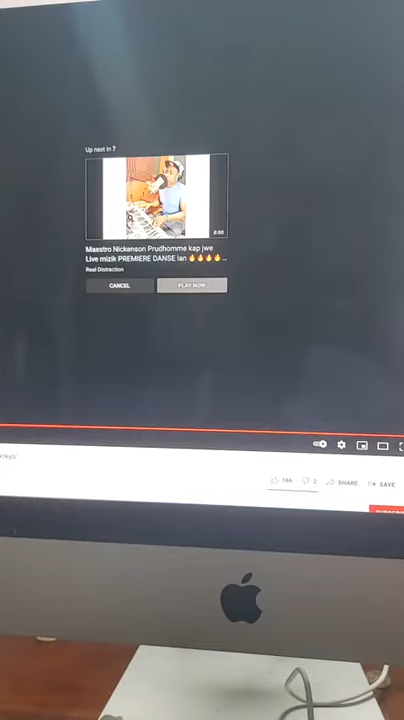 Up next in 7
8:00
Maestro Nickenson Prudhomme kap jwe
Live mizik PREMIERE DANSE lan 🔥🔥🔥🔥...
Real Distraction
CANCEL
PLAY NOW
166
2
SHARE
SAVE